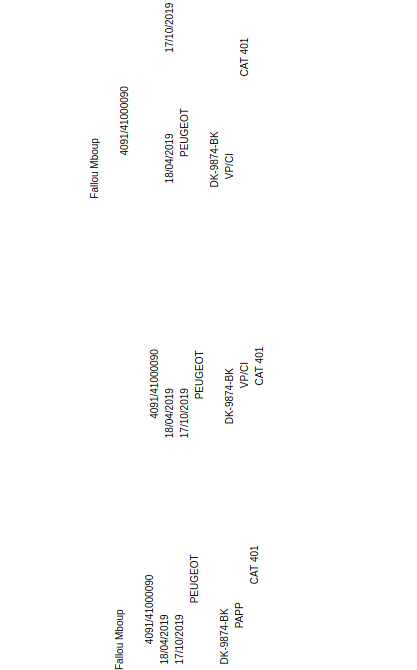 Fallou Mboup
4091/41000090
18/04/2019
17/10/2019
PEUGEOT
DK-9874-BK
PAPP
CAT 401
4091/41000090
18/04/2019
17/10/2019
PEUGEOT
DK-9874-BK
VP/CI
CAT 401
Fallou Mboup
4091/41000090
18/04/2019 17/10/2019
PEUGEOT
DK-9874-BK
VP/CI
CAT 401